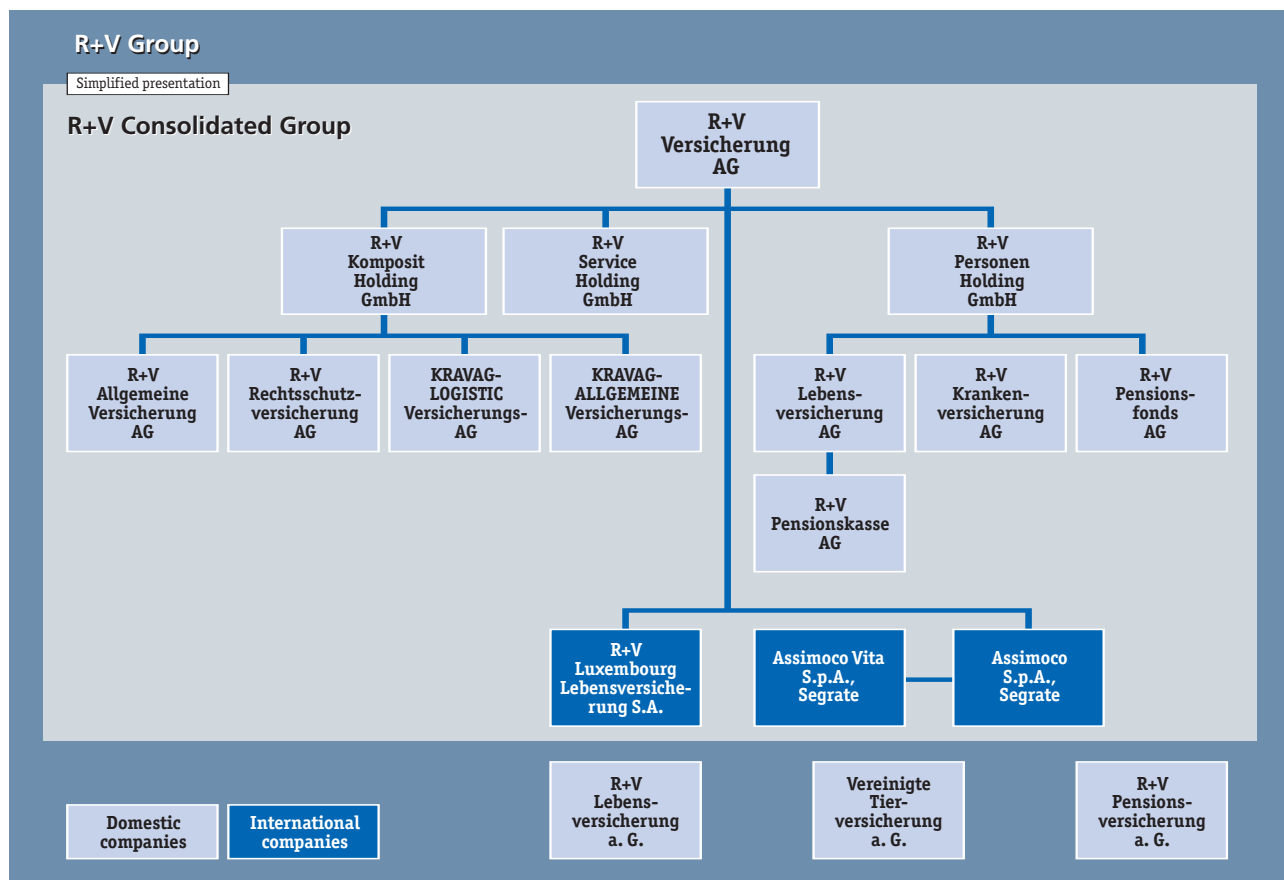 R+V Group
Simplified presentation
R+V Consolidated Group
R+V
Versicherung
AG
R+V
Komposit
Holding
GmbH
R+V
Service
Holding
GmbH
R+V
Personen
Holding
GmbH
R+V
Allgemeine
Versicherung
AG
R+V
Rechtsschutz-
versicherung
AG
KRAVAG-
LOGISTIC
Versicherungs-
AG
KRAVAG-
ALLGEMEINE
Versicherungs-
AG
R+V
Lebens-
versicherung
AG
R+V
Kranken-
versicherung
AG
R+V
Pensions-
fonds
AG
R+V
Pensionskasse
AG
R+V
Luxembourg
Lebensversiche-
rung S.A.
Assimoco Vita
S.p.A.,
Segrate
Assimoco
S.p.A.,
Segrate
R+V
Lebens-
versicherung
a. G.
Vereinigte
Tier-
versicherung
a. G.
R+V
Pensions-
versicherung
a. G.
Domestic
companies
International
companies